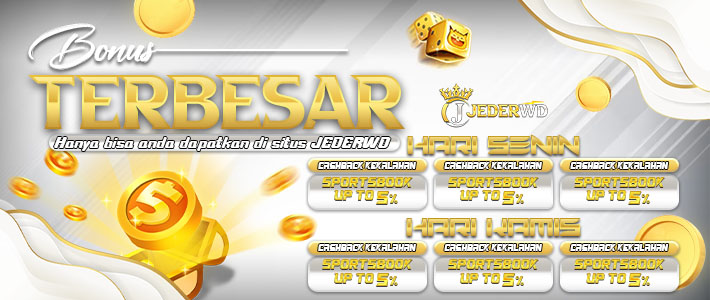 Bonus
TERBESAR
Hanya bisa anda dapatkan di situs JEDERWD
JEDERWD
HARI SENIN
CASHBACK KEKALAHAN CASHBACK KEKALAHAN CASHBACK KEKALAHAN
SPORTSBOOK SPORTSBOOK SPORTSBOOK
UP TO 5% UP TO 5% UP TO 5%
HARI KAMIS
CASHBACK KEKALAHAN CASHBACK KEKALAHAN CASHBACK KEKALAHAN
SPORTSBOOK SPORTSBOOK SPORTSBOOK
UP TO 5% UP TO 5% UP TO 5%